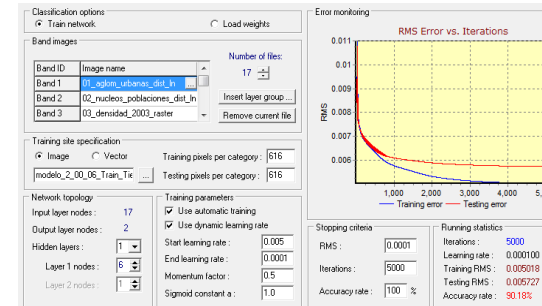 Classification options
Train network
Load weights
Band images
Band ID Image name
Band 1 01_aglom_urbanas_dist_ln ...
Band 2 02_nucleos_poblaciones_dist_ln
Band 3 03_densidad_2003_raster
Number of files:
17
Insert layer group ...
Remove current file
Training site specification
Image Vector
modelo_2_00_06_Train_Tie ...
Training pixels per category : 616
Testing pixels per category : 616
Network topology
Input layer nodes : 17
Output layer nodes : 2
Hidden layers : 1
Layer 1 nodes : 6
Layer 2 nodes : 1
Training parameters
Use automatic training
Use dynamic learning rate
Start learning rate : 0.005
End learning rate : 0.0001
Momentum factor : 0.5
Sigmoid constant a : 1.0
Error monitoring
RMS Error vs. Iterations
0.011
0.01
0.009
0.008
0.007
0.006
RMS
1,000 2,000 3,000 4,000 5,
Training error Testing error
Stopping criteria
RMS : 0.0001
Iterations : 5000
Accuracy rate : 100 %
Running statistics
Iterations : 5000
Learning rate : 0.000100
Training RMS : 0.005018
Testing RMS : 0.005727
Accuracy rate : 90.18%